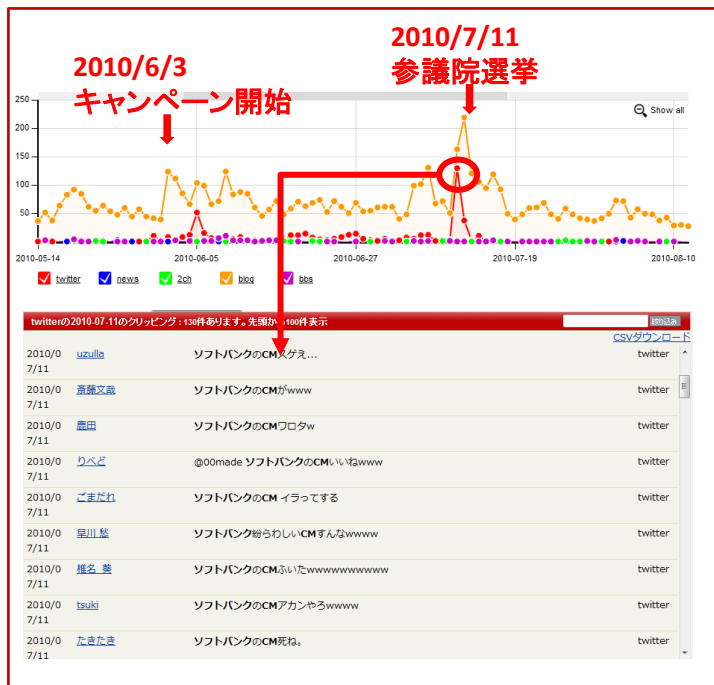 2010/7/11
参議院選挙
2010/6/3
キャンペーン開始
Show all
250
200
150
100
50
2010-05-14 2010-06-05 2010-06-27 2010-07-19 2010-08-10
twitter news 2ch blog bbs
twitterの2010-07-11のクリッピング:130件あります。先頭から100件表示 絞り込み
CSVダウンロード
2010/0
7/11
uzulla ソフトバンクのCMスゲえ... twitter
2010/0
7/11
斎藤文哉 ソフトバンクのCMがwww twitter
2010/0
7/11
鹿田 ソフトバンクのCMワロタw twitter
2010/0
7/11
りべど @00made ソフトバンクのCMいいねwww twitter
2010/0
7/11
ごまだれ ソフトバンクのCM イラってする twitter
2010/0
7/11
早川 愁 ソフトバンク紛らわしいCMすんなwwww twitter
2010/0
7/11
椎名 葵 ソフトバンクのCMふいたwwwwwwwwww twitter
2010/0
7/11
tsuki ソフトバンクのCMアカンやろwwww twitter
2010/0
7/11
たきたき ソフトバンクのCM死ね。 twitter